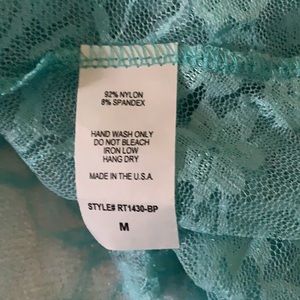 92% NYLON
8% SPANDEX
HAND WASH ONLY
DO NOT BLEACH
IRON LOW
HANG DRY
MADE IN THE U.S.A.
STYLE# RT1430-BP
M